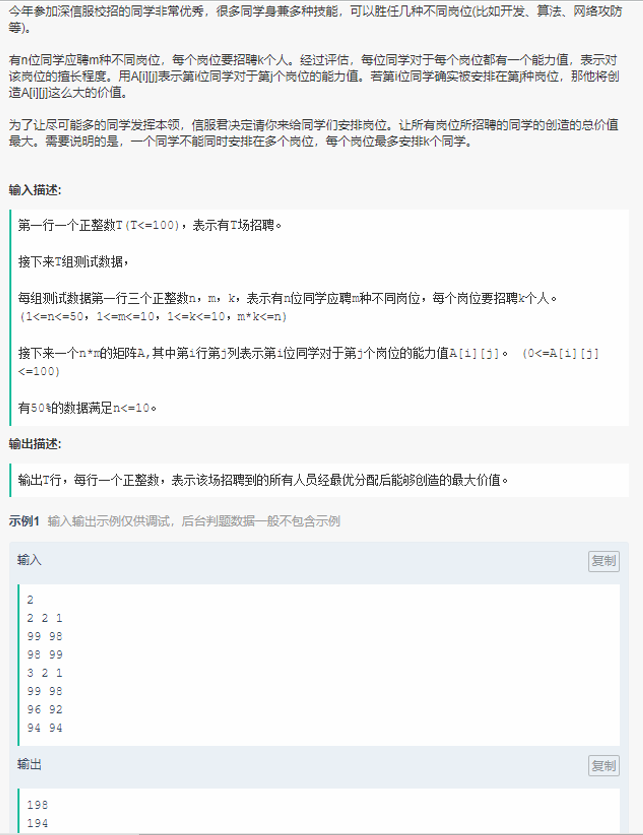 今年参加深信服校招的同学非常优秀，很多同学身兼多种技能，可以胜任几种不同岗位(比如开发、算法、网络攻防
等)。
有n位同学应聘m种不同岗位，每个岗位要招聘k个人。经过评估，每位同学对于每个岗位都有一个能力值，表示对
该岗位的擅长程度。用A[i][j]表示第i位同学对于第j个岗位的能力值。若第i位同学确实被安排在第j种岗位，那他将创
造A[i][j]这么大的价值。
为了让尽可能多的同学发挥本领，信服君决定请你来给同学们安排岗位。让所有岗位所招聘的同学的创造的总价值
最大。需要说明的是，一个同学不能同时安排在多个岗位，每个岗位最多安排k个同学。
输入描述:
第一行一个正整数T(T<=100)，表示有T场招聘。
接下来T组测试数据，
每组测试数据第一行三个正整数n，m，k，表示有n位同学应聘m种不同岗位，每个岗位要招聘k个人。
(1<=n<=50，1<=m<=10，1<=k<=10，m*k<=n)
接下来一个n*m的矩阵A,其中第i行第j列表示第i位同学对于第j个岗位的能力值A[i][j]。 (0<=A[i][j]
<=100)
有50%的数据满足n<=10。
输出描述:
输出T行，每行一个正整数，表示该场招聘到的所有人员经最优分配后能够创造的最大价值。
示例1 输入输出示例仅供调试，后台判题数据一般不包含示例
输入 复制
2
2 2 1
99 98
98 99
3 2 1
99 98
96 92
94 94
输出 复制
198
194